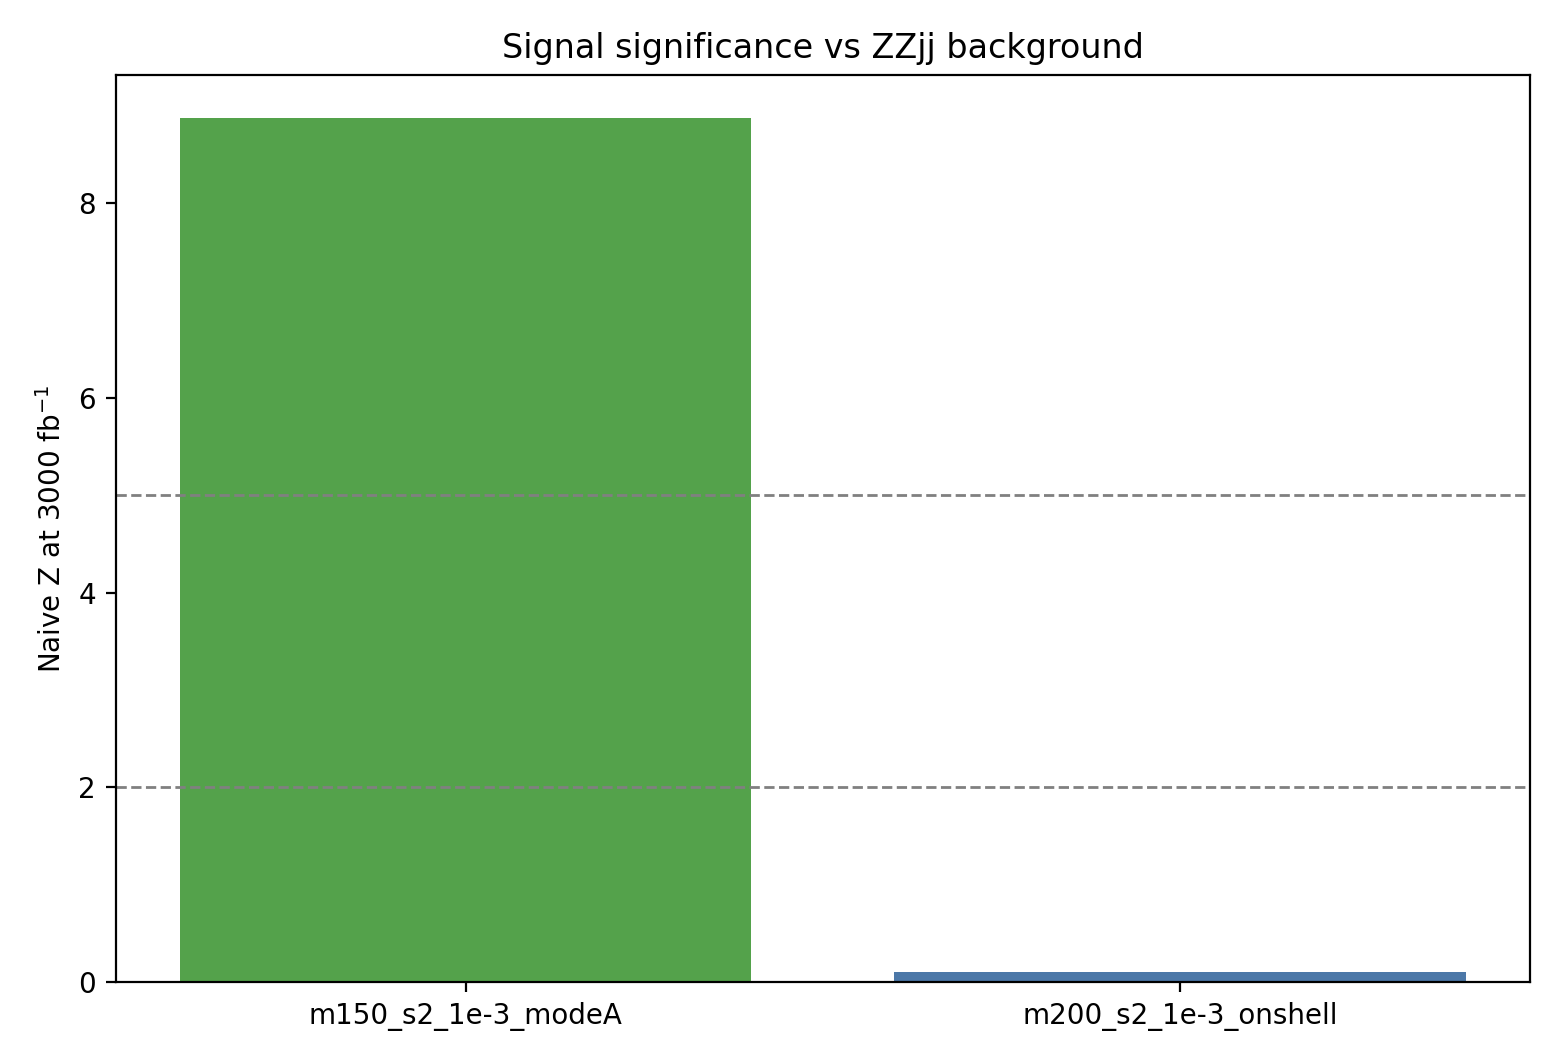 Signal significance vs ZZjj background
Naive Z at 3000 fb⁻¹
8
6
4
2
0
m150_s2_1e-3_modeA
m200_s2_1e-3_onshell